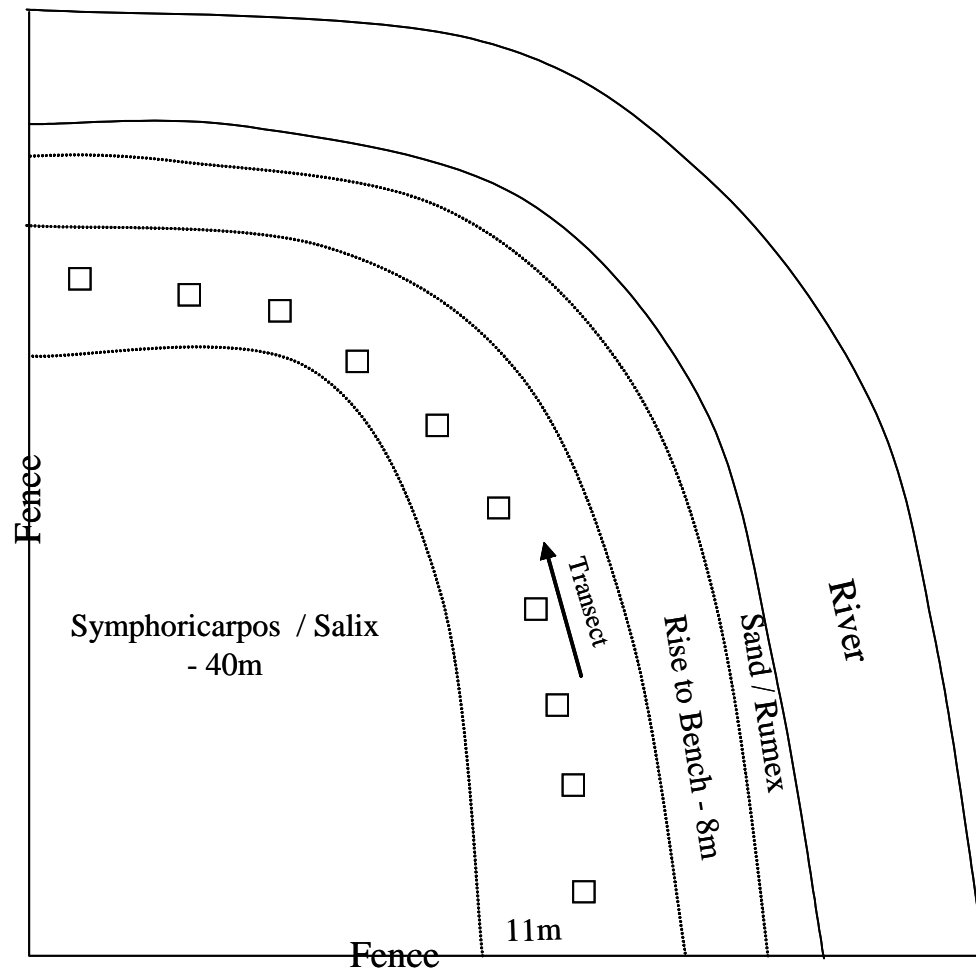 Fence
Symphoricarpos / Salix
- 40m
Transect
Rise to Bench - 8m
Sand / Rumex
River
11m
Fence